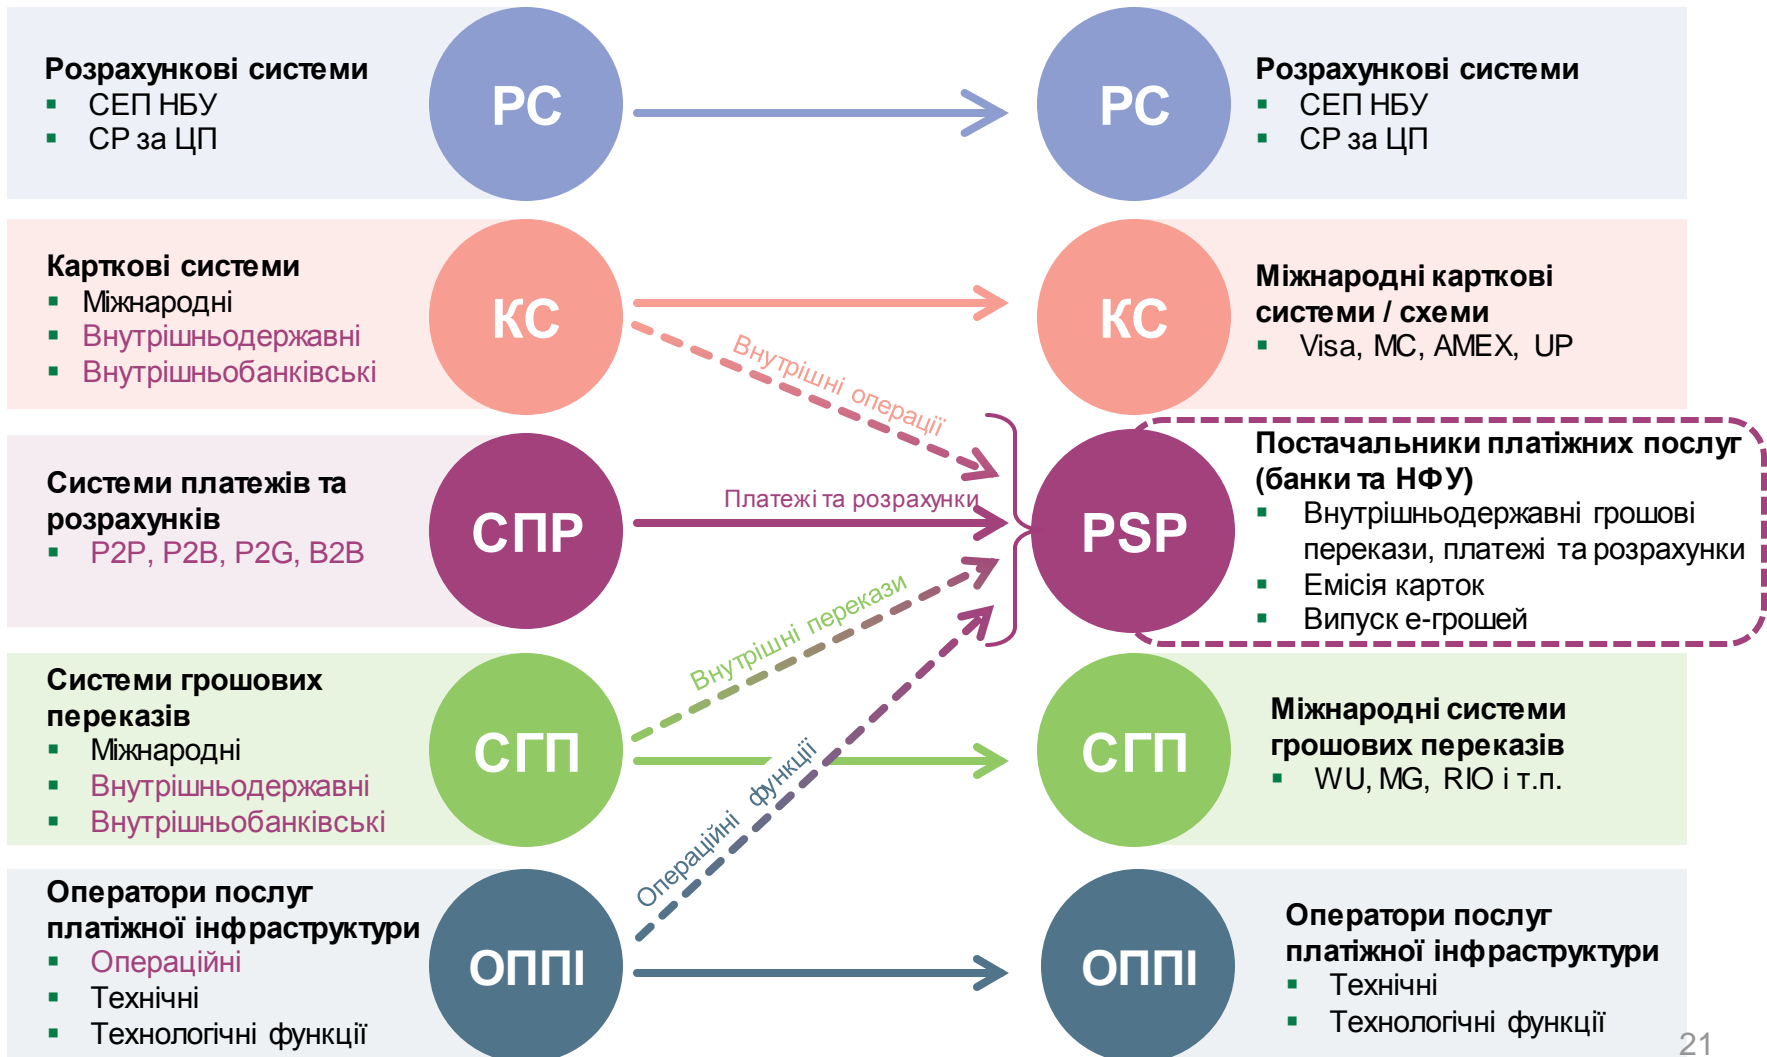 Розрахункові системи
СЕП НБУ
СР за ЦП
РС
РС
Розрахункові системи
СЕП НБУ
СР за ЦП
Карткові системи
Міжнародні
Внутрішньодержавні
Внутрішньобанківські
КС
Внутрішні операції
КС
Міжнародні карткові
системи / схеми
Visa, MC, AMEX, UP
Системи платежів та
розрахунків
P2P, P2B, P2G, B2B
СПР
Платежі та розрахунки
PSP
Постачальники платіжних послуг
(банки та НФУ)
Внутрішньодержавні грошові
перекази, платежі та розрахунки
Емісія карток
Випуск е-грошей
Системи грошових
переказів
Міжнародні
Внутрішньодержавні
Внутрішньобанківські
СГП
Внутрішні перекази
СГП
Міжнародні системи
грошових переказів
WU, MG, RIO і т.п.
Оператори послуг
платіжної інфраструктури
Операційні
Технічні
Технологічні функції
ОППІ
Операційні функції
ОППІ
Оператори послуг
платіжної інфраструктури
Технічні
Технологічні функції
21